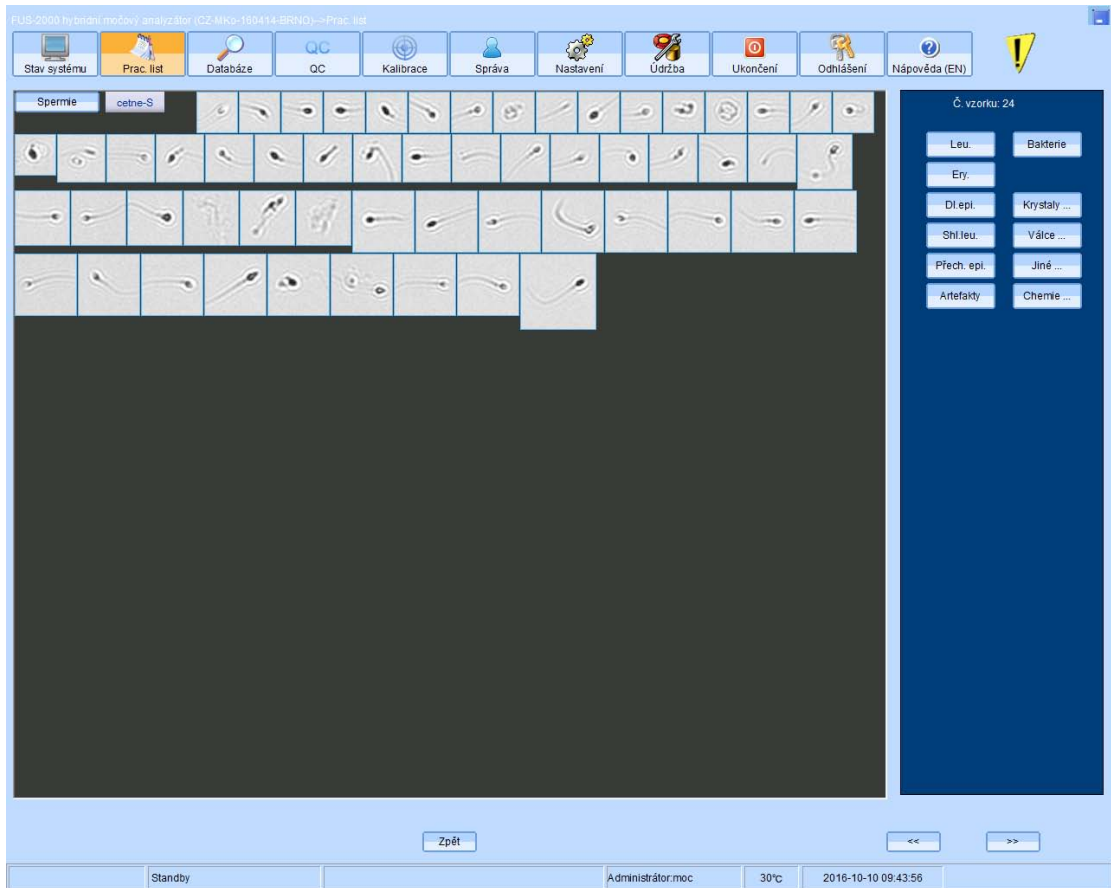 FUS-2000 hybridní močový analyzátor (CZ-MKo-160414-BRNO)-->Prac. list
Stav systému Prac. list Databáze QC QC Kalibrace Správa Nastavení Údržba Ukončení Odhlášení Nápověda (EN)
Spermie cetne-S
Č. vzorku: 24
Leu. Bakterie
Ery.
Dl.epi. Krystaly ...
Shl.leu. Válce ...
Přech. epi. Jiné ...
Artefakty Chemie ...
Zpět << >>
Standby Administrátor:moc 30℃ 2016-10-10 09:43:56